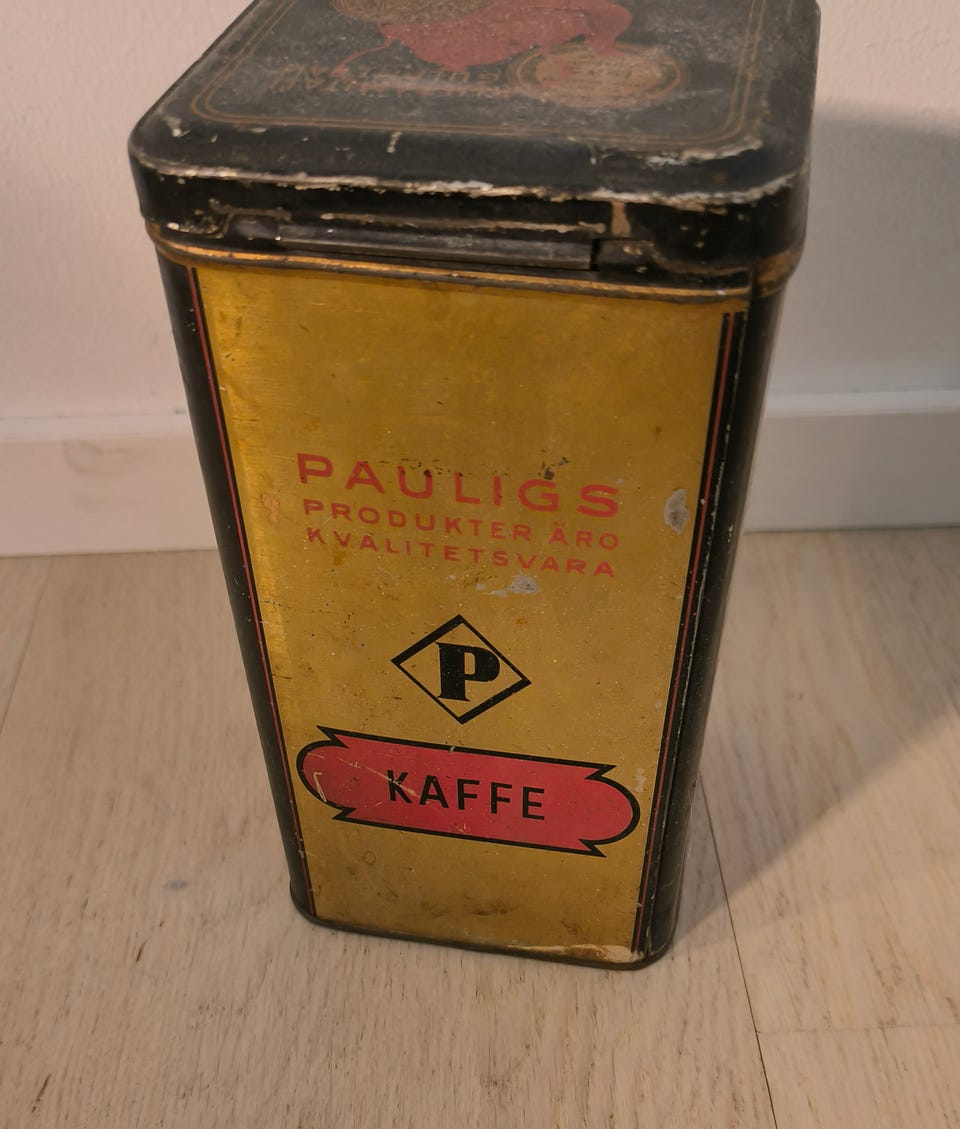 PAULIGS
PRODUKTER ÄRO
KVALITETSVARA
P
KAFFE